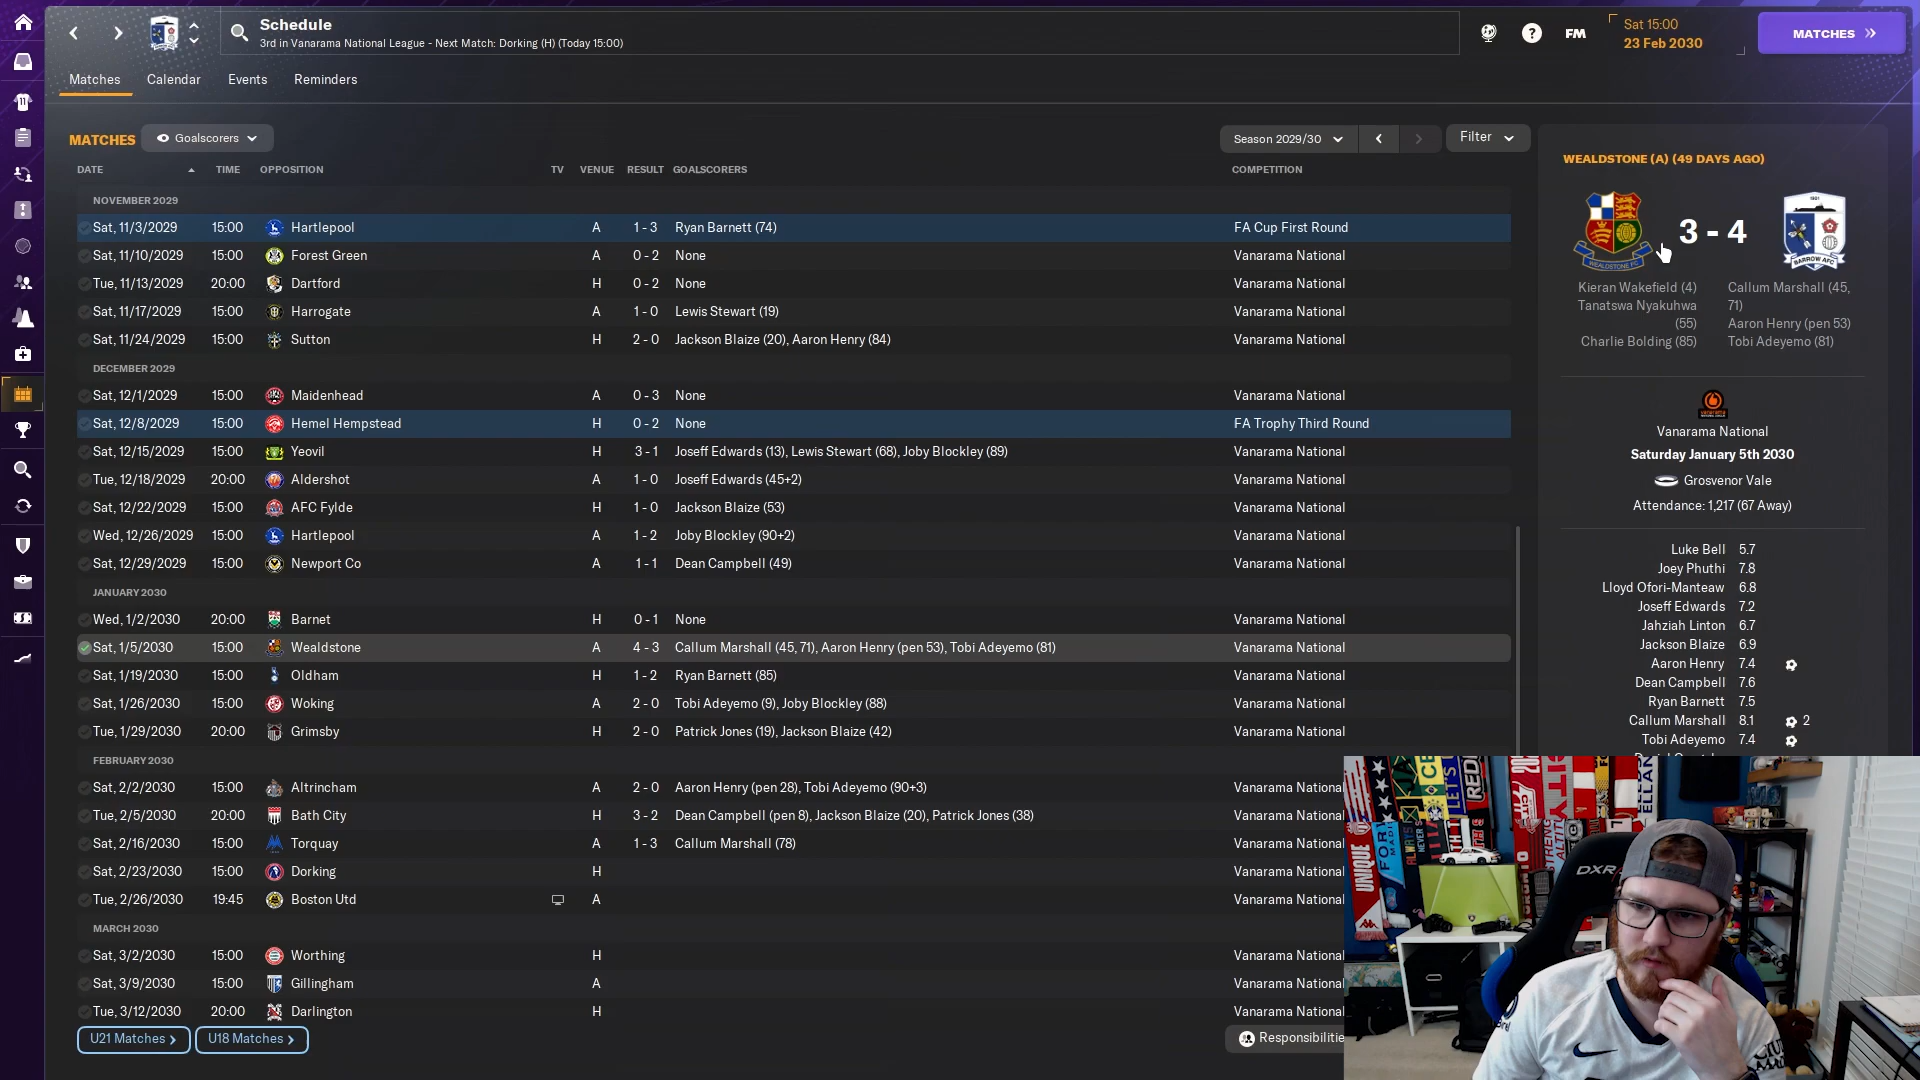 Schedule
3rd in Vanarama National League - Next Match: Dorking (H) (Today 15:00)
FM
Sat 15:00
23 Feb 2030
MATCHES
Matches Calendar Events Reminders
MATCHES Goalscorers
Season 2029/30
Filter
DATE TIME OPPOSITION TV VENUE RESULT GOALSCORERS COMPETITION
NOVEMBER 2029
Sat, 11/3/2029 15:00 Hartlepool A 1 - 3 Ryan Barnett (74) FA Cup First Round
Sat, 11/10/2029 15:00 Forest Green A 0 - 2 None Vanarama National
Tue, 11/13/2029 20:00 Dartford H 0 - 2 None Vanarama National
Sat, 11/17/2029 15:00 Harrogate A 1 - 0 Lewis Stewart (19) Vanarama National
Sat, 11/24/2029 15:00 Sutton H 2 - 0 Jackson Blaize (20), Aaron Henry (84) Vanarama National
DECEMBER 2029
Sat, 12/1/2029 15:00 Maidenhead A 0 - 3 None Vanarama National
Sat, 12/8/2029 15:00 Hemel Hempstead H 0 - 2 None FA Trophy Third Round
Sat, 12/15/2029 15:00 Yeovil H 3 - 1 Joseff Edwards (13), Lewis Stewart (68), Joby Blockley (89) Vanarama National
Tue, 12/18/2029 20:00 Aldershot A 1 - 0 Joseff Edwards (45+2) Vanarama National
Sat, 12/22/2029 15:00 AFC Fylde H 1 - 0 Jackson Blaize (53) Vanarama National
Wed, 12/26/2029 15:00 Hartlepool A 1 - 2 Joby Blockley (90+2) Vanarama National
Sat, 12/29/2029 15:00 Newport Co A 1 - 1 Dean Campbell (49) Vanarama National
JANUARY 2030
Wed, 1/2/2030 20:00 Barnet H 0 - 1 None Vanarama National
Sat, 1/5/2030 15:00 Wealdstone A 4 - 3 Callum Marshall (45, 71), Aaron Henry (pen 53), Tobi Adeyemo (81) Vanarama National
Sat, 1/19/2030 15:00 Oldham H 1 - 2 Ryan Barnett (85) Vanarama National
Sat, 1/26/2030 15:00 Woking A 2 - 0 Tobi Adeyemo (9), Joby Blockley (88) Vanarama National
Tue, 1/29/2030 20:00 Grimsby H 2 - 0 Patrick Jones (19), Jackson Blaize (42) Vanarama National
FEBRUARY 2030
Sat, 2/2/2030 15:00 Altrincham A 2 - 0 Aaron Henry (pen 28), Tobi Adeyemo (90+3) Vanarama National
Tue, 2/5/2030 20:00 Bath City H 3 - 2 Dean Campbell (pen 8), Jackson Blaize (20), Patrick Jones (38) Vanarama National
Sat, 2/16/2030 15:00 Torquay A 1 - 3 Callum Marshall (78) Vanarama National
Sat, 2/23/2030 15:00 Dorking H Vanarama National
Tue, 2/26/2030 19:45 Boston Utd A Vanarama National
MARCH 2030
Sat, 3/2/2030 15:00 Worthing H Vanarama National
Sat, 3/9/2030 15:00 Gillingham A Vanarama National
Tue, 3/12/2030 20:00 Darlington H Vanarama National
U21 Matches U18 Matches
Responsibilitie
WEALDSTONE (A) (49 DAYS AGO)
WEALDSTONE FC
3 - 4
BARROW AFC
Kieran Wakefield (4)
Tanatswa Nyakuhwa
(55)
Charlie Bolding (85)
Callum Marshall (45,
71)
Aaron Henry (pen 53)
Tobi Adeyemo (81)
Vanarama National
Saturday January 5th 2030
Grosvenor Vale
Attendance: 1,217 (67 Away)
Luke Bell 5.7
Joey Phuthi 7.8
Lloyd Ofori-Manteaw 6.8
Joseff Edwards 7.2
Jahziah Linton 6.7
Jackson Blaize 6.9
Aaron Henry 7.4
Dean Campbell 7.6
Ryan Barnett 7.5
Callum Marshall 8.1 2
Tobi Adeyemo 7.4
UNIQUE
DXR